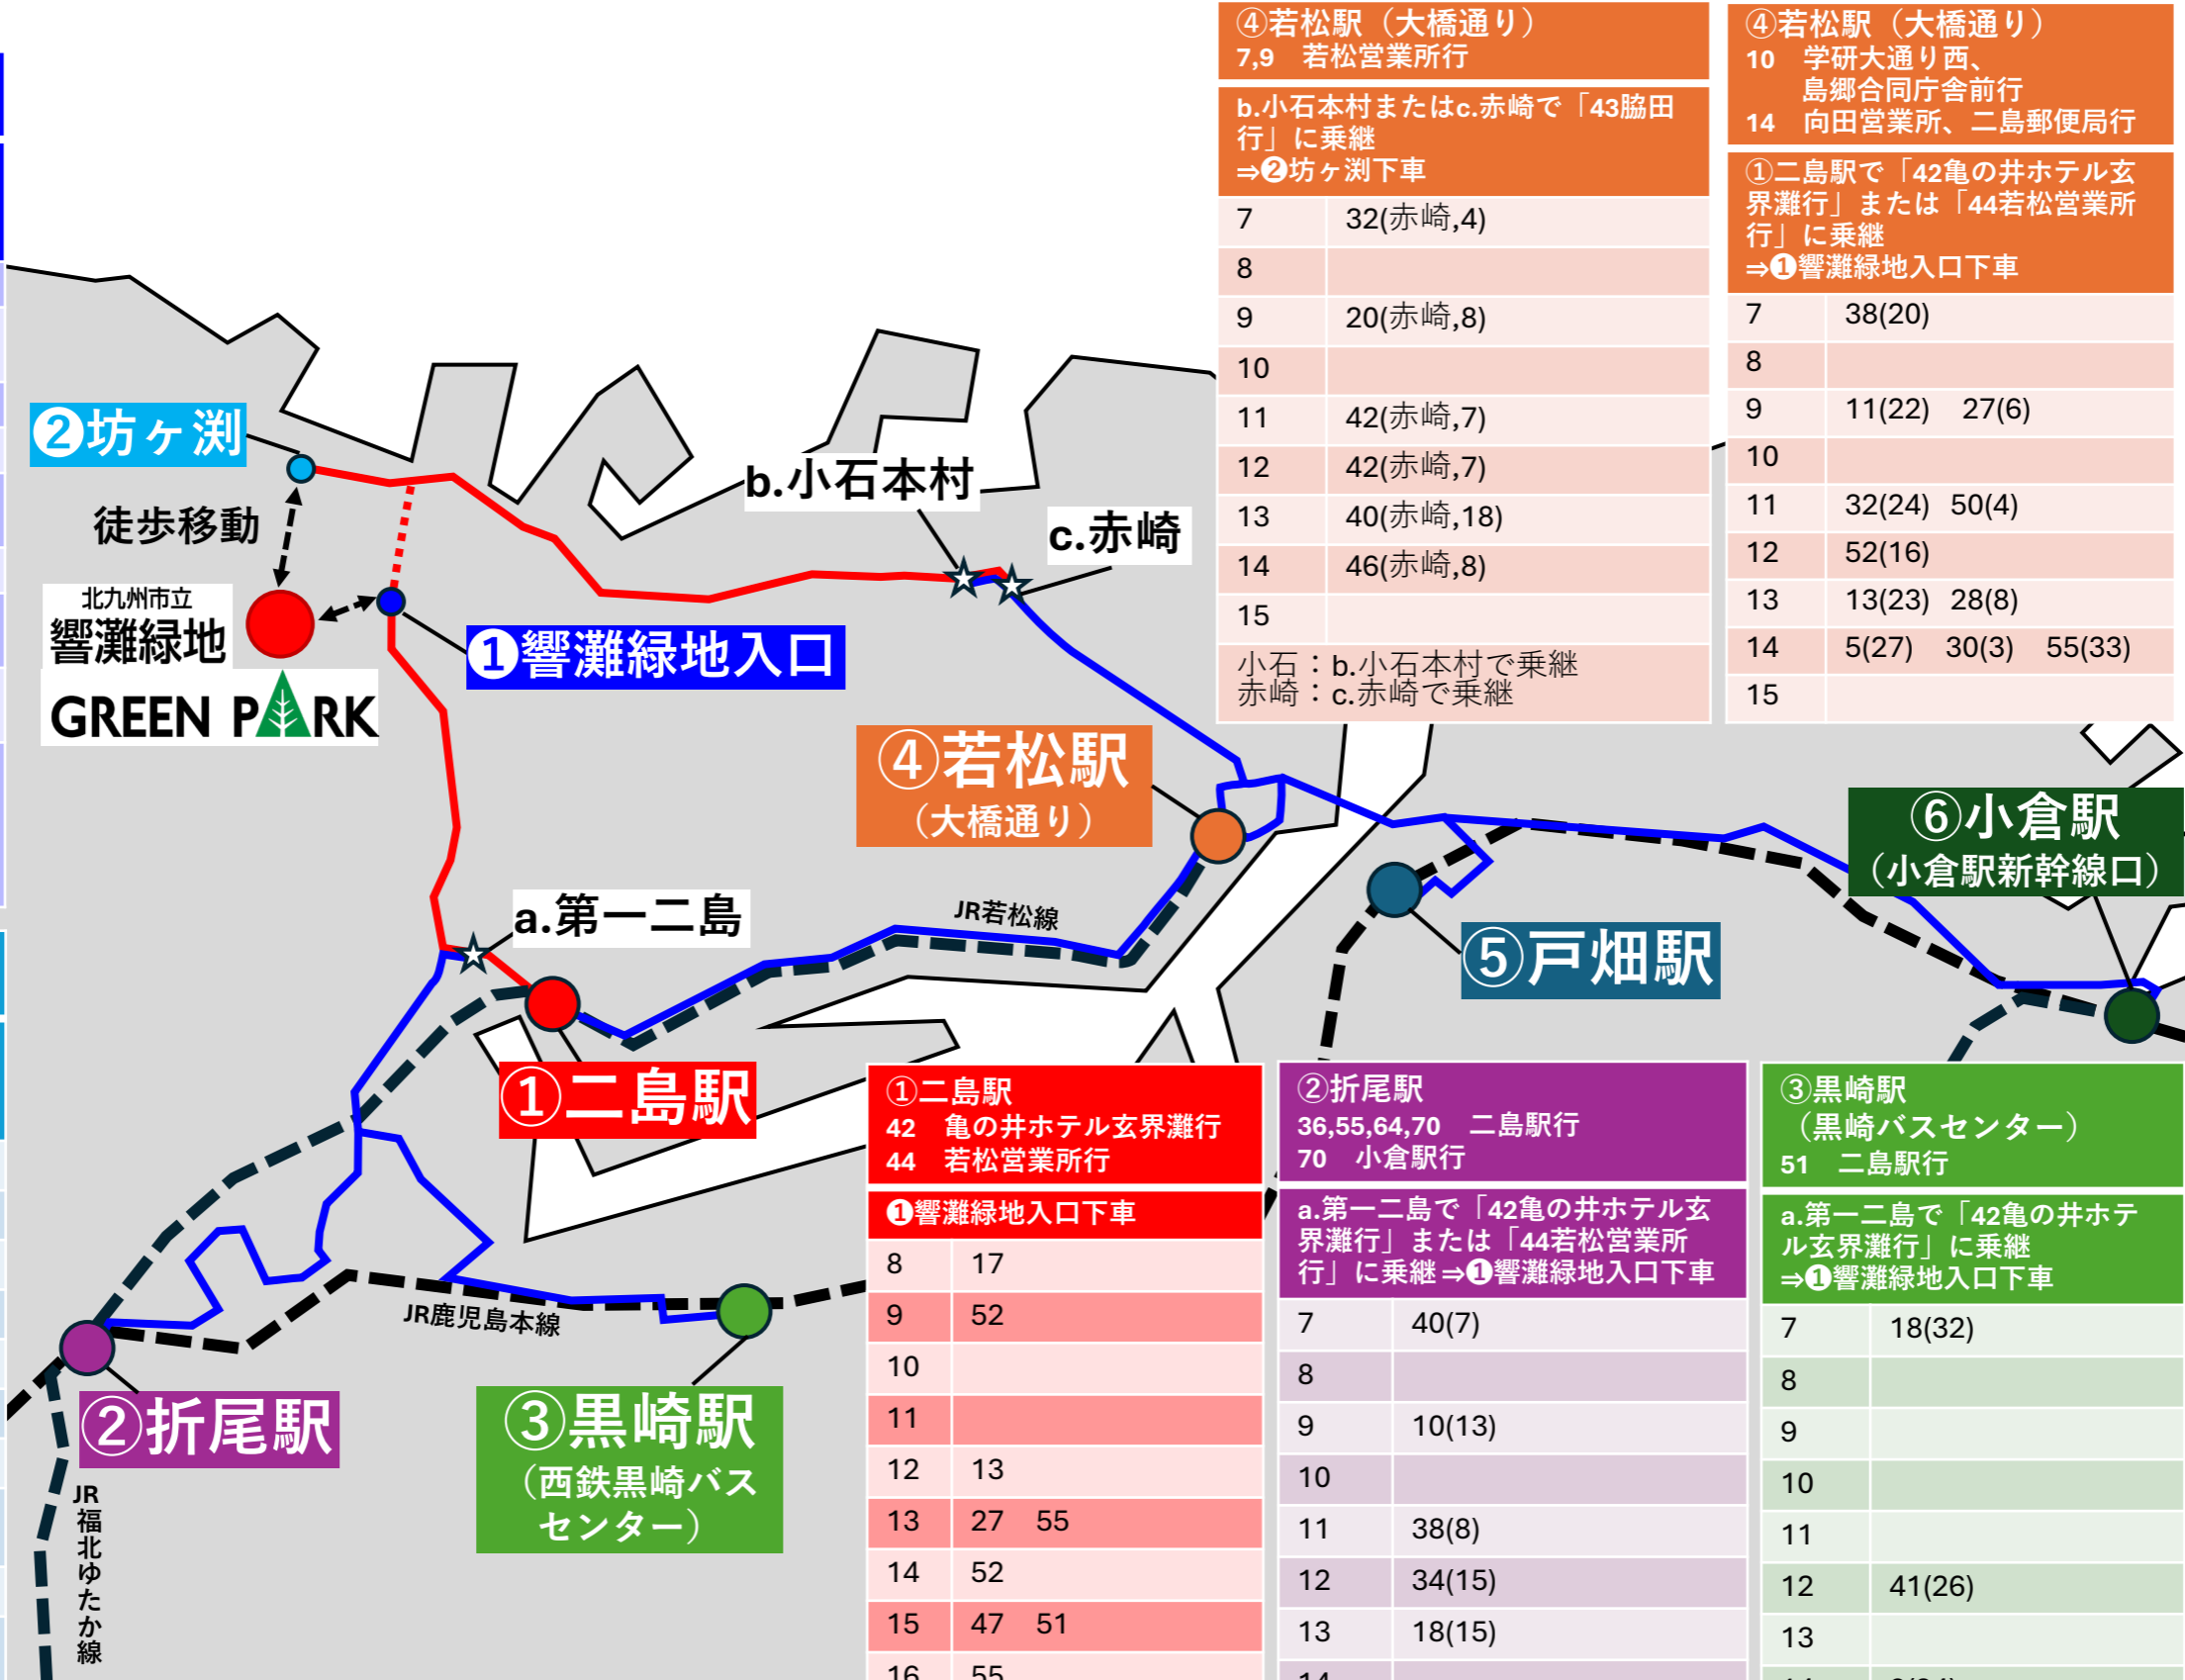 ④若松駅（大橋通り）
7,9　若松営業所行
b.小石本村またはc.赤崎で「43脇田
行」に乗継
⇒❷坊ヶ渕下車
7　32(赤崎,4)
8
9　20(赤崎,8)
10
11　42(赤崎,7)
12　42(赤崎,7)
13　40(赤崎,18)
14　46(赤崎,8)
15
小石：b.小石本村で乗継
赤崎：c.赤崎で乗継
④若松駅（大橋通り）
10　学研大通り西、
島郷合同庁舎前行
14　向田営業所、二島郵便局行
①二島駅で「42亀の井ホテル玄
界灘行」または「44若松営業所
行」に乗継
⇒❶響灘緑地入口下車
7　38(20)
8
9　11(22)　27(6)
10
11　32(24)　50(4)
12　52(16)
13　13(23)　28(8)
14　5(27)　30(3)　55(33)
15
❷坊ヶ渕
徒歩移動
北九州市立
響灘緑地
GREEN PARK
❶響灘緑地入口
b.小石本村
c.赤崎
④若松駅
（大橋通り）
⑥小倉駅
（小倉駅新幹線口）
a.第一二島
JR若松線
⑤戸畑駅
①二島駅
JR鹿児島本線
②折尾駅
③黒崎駅
（西鉄黒崎バス
センター）
JR福北ゆたか線
①二島駅
42　亀の井ホテル玄界灘行
44　若松営業所行
❶響灘緑地入口下車
8　17
9　52
10
11
12　13
13　27　55
14　52
15　47　51
16　55
②折尾駅
36,55,64,70　二島駅行
70　小倉駅行
a.第一二島で「42亀の井ホテル玄
界灘行」または「44若松営業所
行」に乗継⇒❶響灘緑地入口下車
7　40(7)
8
9　10(13)
10
11　38(8)
12　34(15)
13　18(15)
14
③黒崎駅
（黒崎バスセンター）
51　二島駅行
a.第一二島で「42亀の井ホテ
ル玄界灘行」に乗継
⇒❶響灘緑地入口下車
7　18(32)
8
9
10
11
12　41(26)
13